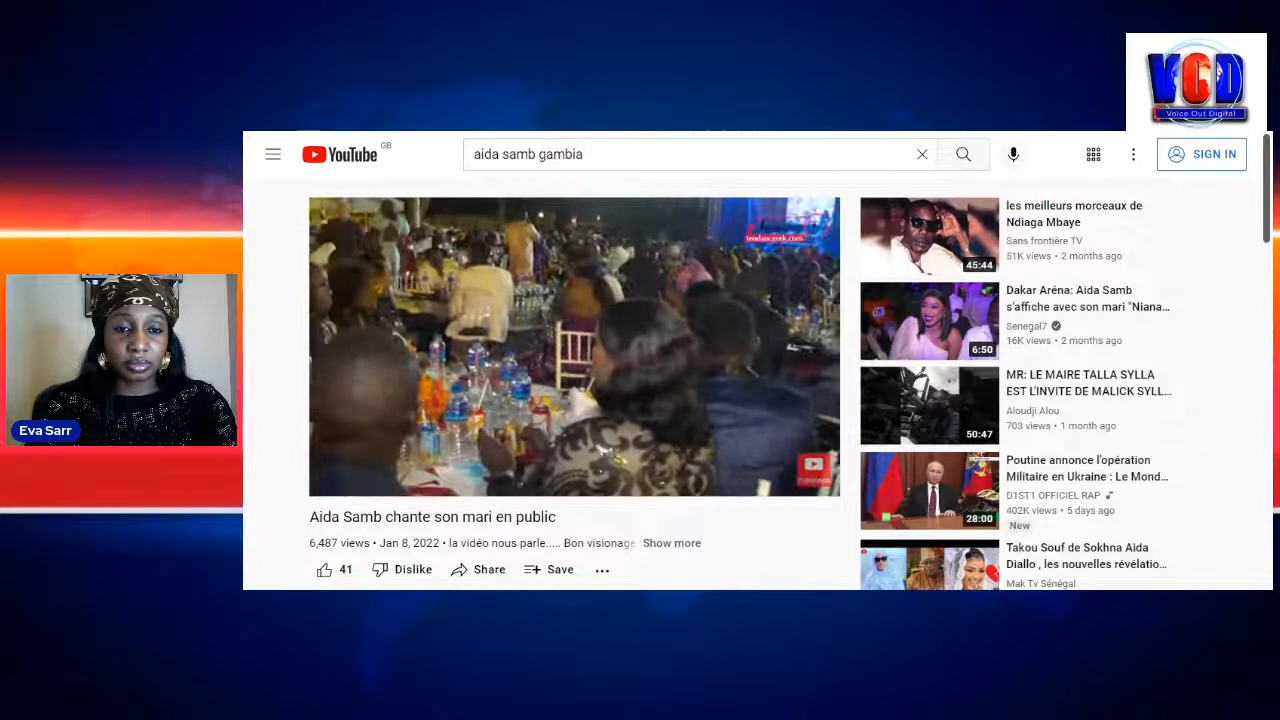 VOD
Voice Out Digital
YouTube GB
aida samb gambia
SIGN IN
tendanceek.com
Eva Sarr
Aida Samb chante son mari en public
6,487 views • Jan 8, 2022 • la vidéo nous parle..... Bon visionage
Show more
41
Dislike
Share
Save
les meilleurs morceaux de
Ndiaga Mbaye
Sans frontière TV
51K views • 2 months ago
45:44
Dakar Aréna: Aida Samb
s'affiche avec son mari "Niana...
Senegal7
16K views • 2 months ago
6:50
MR: LE MAIRE TALLA SYLLA
EST L'INVITE DE MALICK SYLL...
Aloudji Alou
703 views • 1 month ago
50:47
Poutine annonce l'opération
Militaire en Ukraine : Le Mond...
D1ST1 OFFICIEL RAP
402K views • 5 days ago
New
28:00
Takou Souf de Sokhna Aida
Diallo , les nouvelles révélatio...
Mak Tv Sénégal